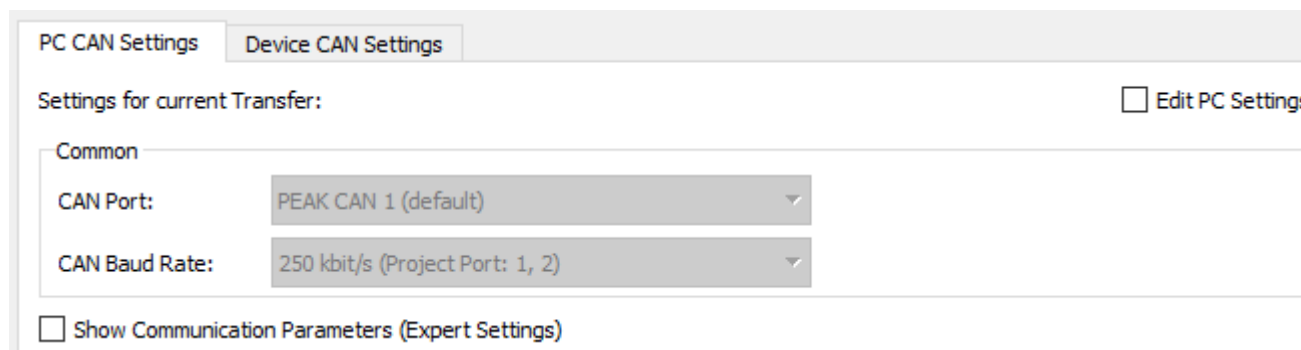 PC CAN Settings
Device CAN Settings
Settings for current Transfer:
Edit PC Settings
Common
CAN Port:
PEAK CAN 1 (default)
CAN Baud Rate:
250 kbit/s (Project Port: 1, 2)
Show Communication Parameters (Expert Settings)